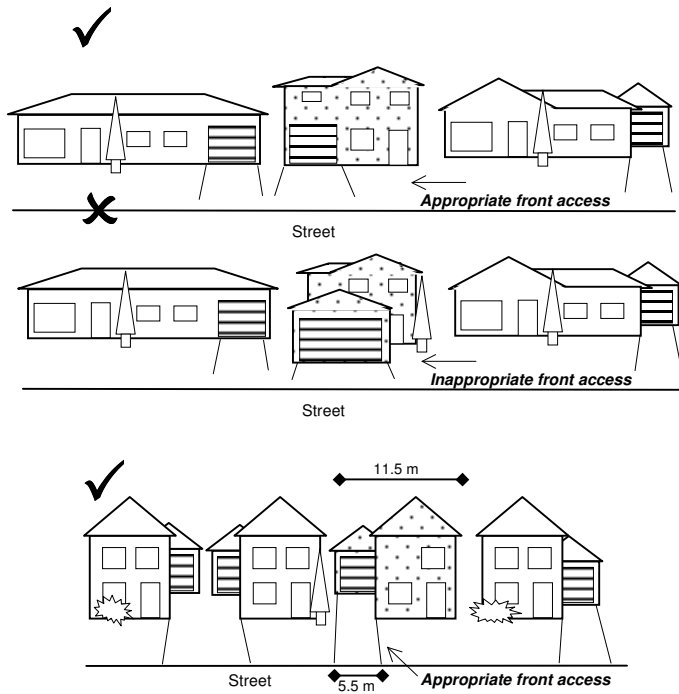 Appropriate front access
Street
Inappropriate front access
Street
11.5 m
Street
5.5 m
Appropriate front access